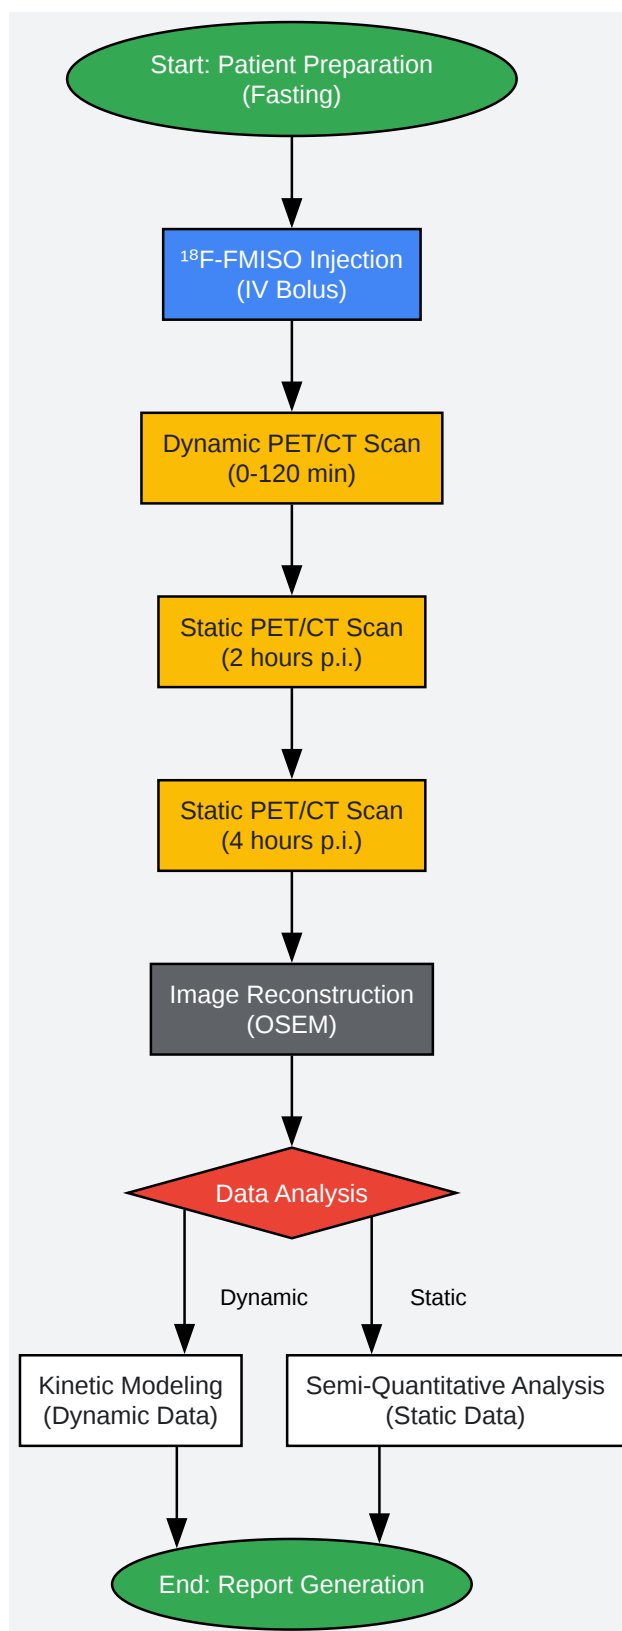 Start: Patient Preparation
(Fasting)
¹⁸F-FMISO Injection
(IV Bolus)
Dynamic PET/CT Scan
(0-120 min)
Static PET/CT Scan
(2 hours p.i.)
Static PET/CT Scan
(4 hours p.i.)
Image Reconstruction
(OSEM)
Data Analysis
Dynamic
Static
Kinetic Modeling
(Dynamic Data)
Semi-Quantitative Analysis
(Static Data)
End: Report Generation